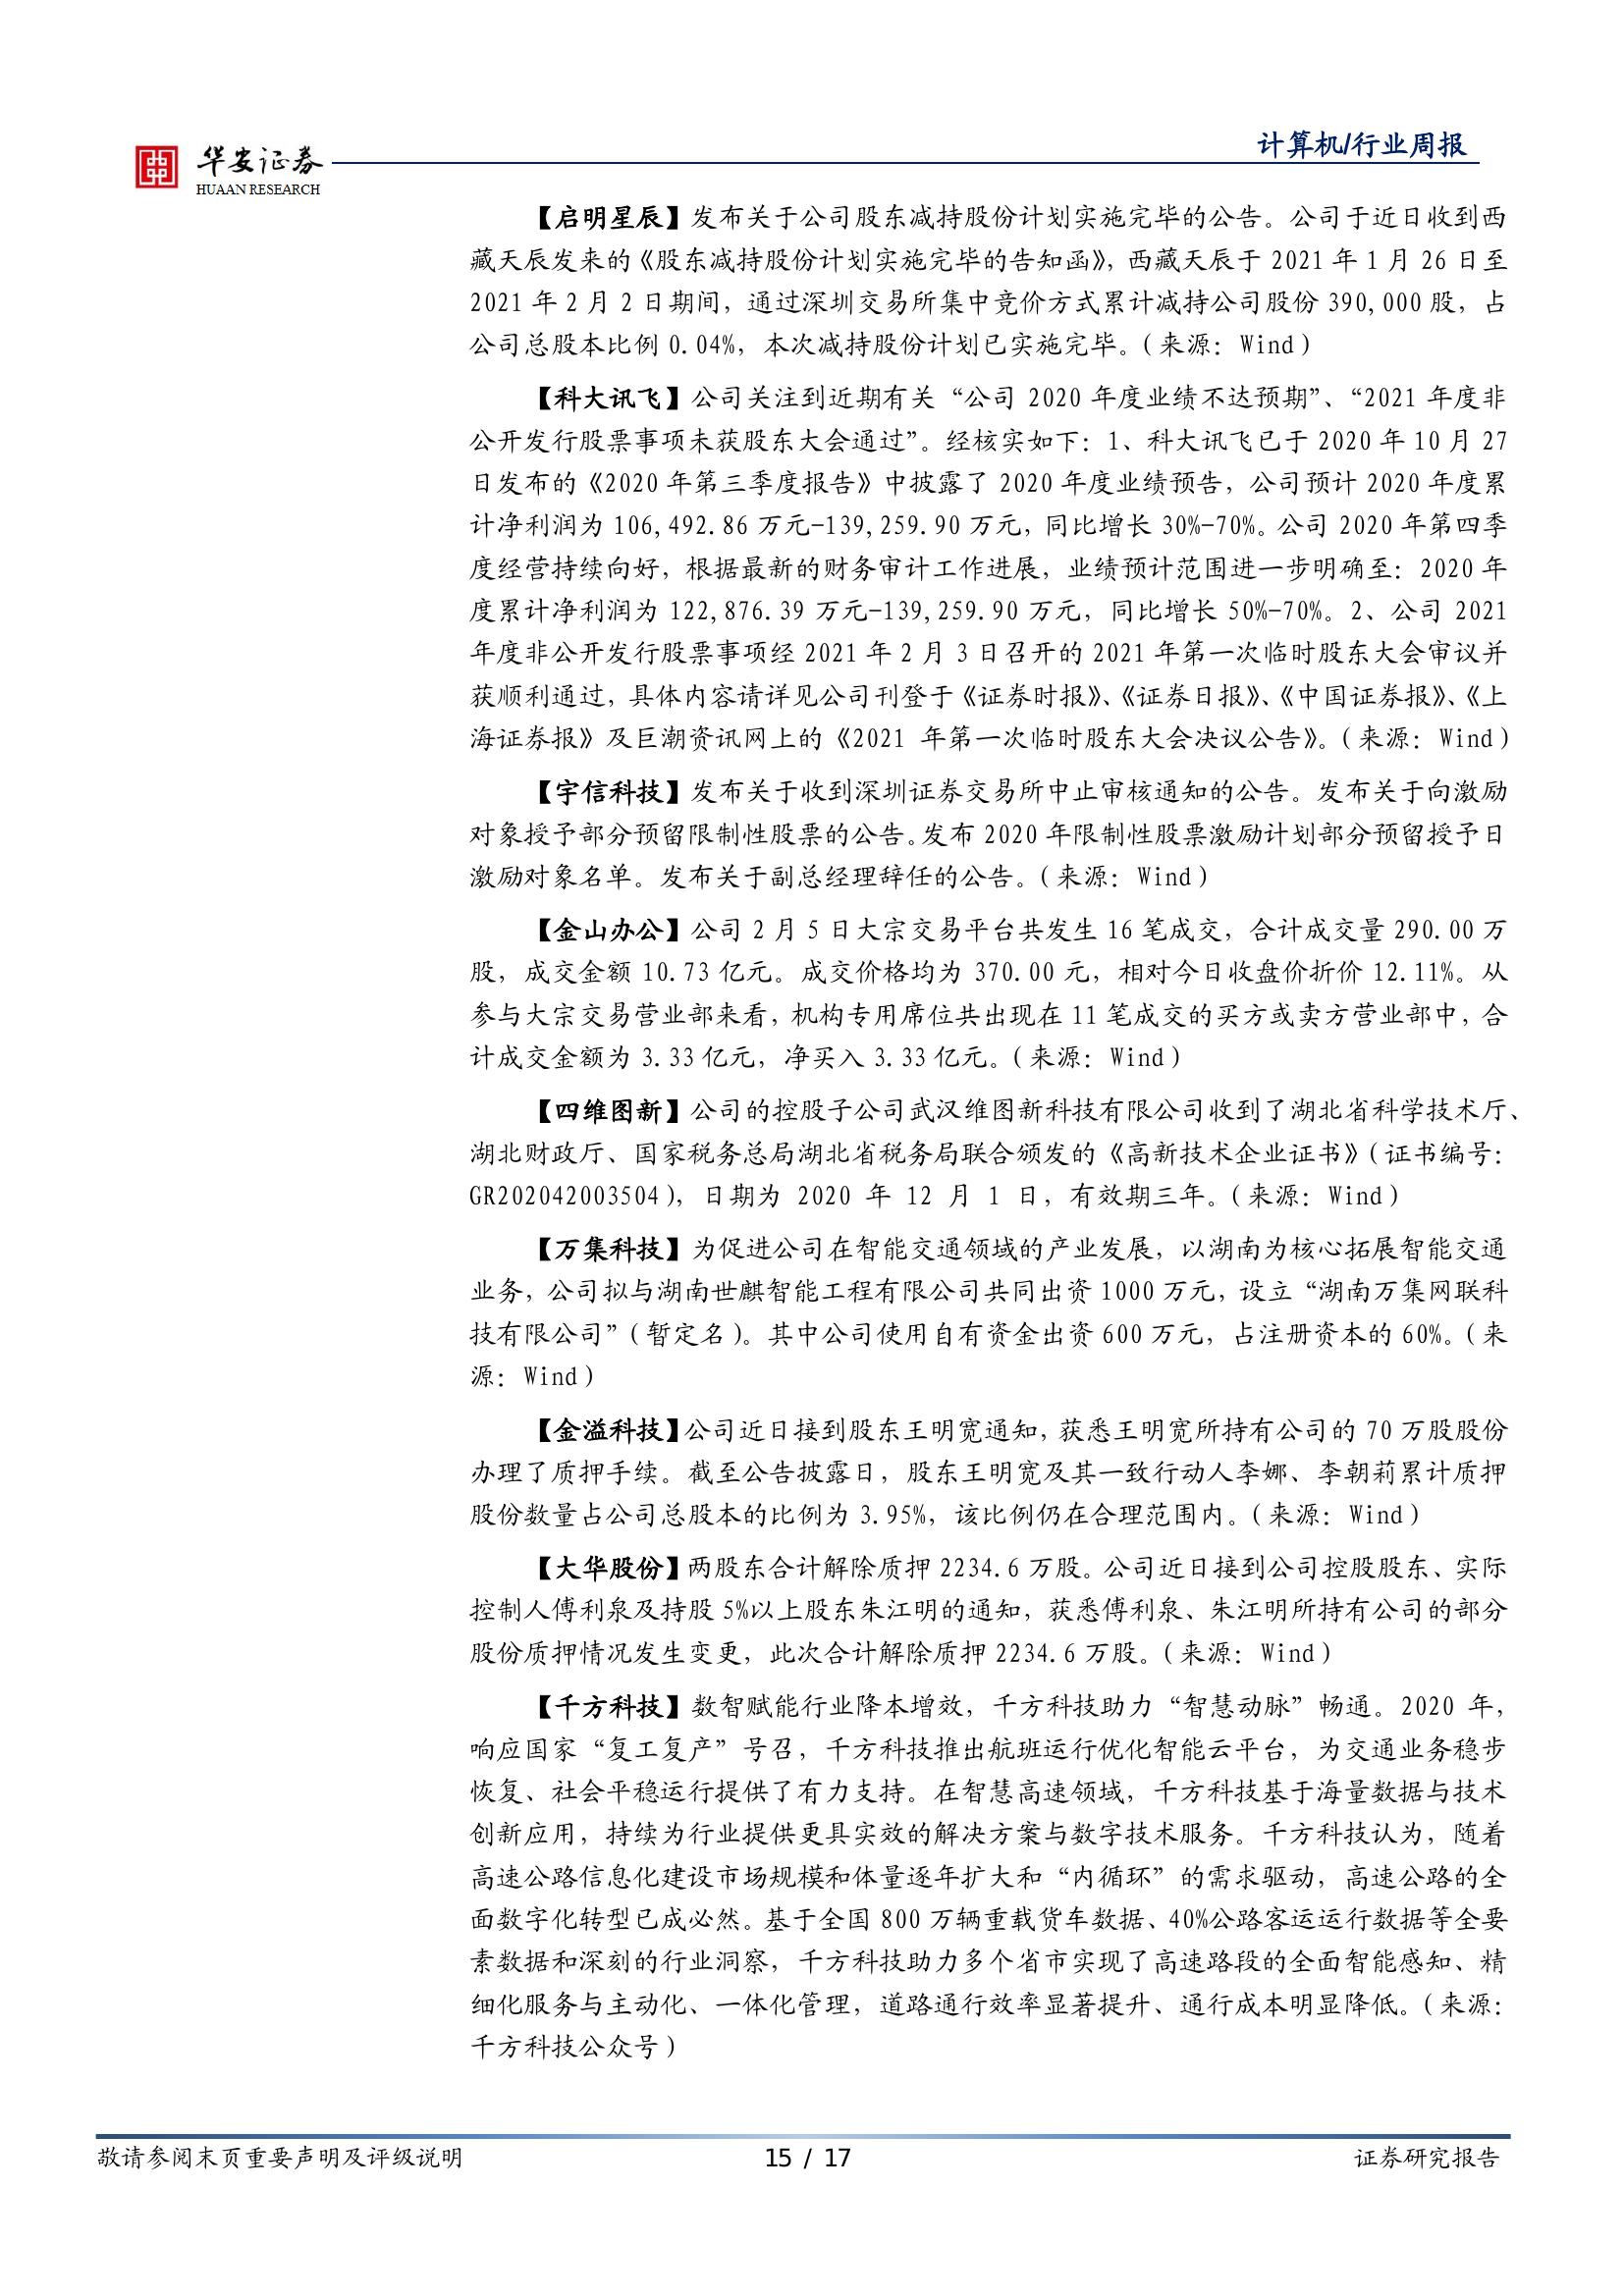 华安证券
HUAAN RESEARCH
计算机/行业周报
【启明星辰】发布关于公司股东减持股份计划实施完毕的公告。公司于近日收到西
藏天辰发来的《股东减持股份计划实施完毕的告知函》，西藏天辰于 2021 年 1 月 26 日至
2021 年 2 月 2 日期间，通过深圳交易所集中竞价方式累计减持公司股份 390,000 股，占
公司总股本比例 0.04%，本次减持股份计划已实施完毕。（来源：Wind）
【科大讯飞】公司关注到近期有关“公司 2020 年度业绩不达预期”、“2021 年度非
公开发行股票事项未获股东大会通过”。经核实如下：1、科大讯飞已于 2020 年 10 月 27
日发布的《2020 年第三季度报告》中披露了 2020 年度业绩预告，公司预计 2020 年度累
计净利润为 106,492.86 万元-139,259.90 万元，同比增长 30%-70%。公司 2020 年第四季
度经营持续向好，根据最新的财务审计工作进展，业绩预计范围进一步明确至：2020 年
度累计净利润为 122,876.39 万元-139,259.90 万元，同比增长 50%-70%。2、公司 2021
年度非公开发行股票事项经 2021 年 2 月 3 日召开的 2021 年第一次临时股东大会审议并
获顺利通过，具体内容请详见公司刊登于《证券时报》、《证券日报》、《中国证券报》、《上
海证券报》及巨潮资讯网上的《2021 年第一次临时股东大会决议公告》。（来源：Wind）
【宇信科技】发布关于收到深圳证券交易所中止审核通知的公告。发布关于向激励
对象授予部分预留限制性股票的公告。发布 2020 年限制性股票激励计划部分预留授予日
激励对象名单。发布关于副总经理辞任的公告。（来源：Wind）
【金山办公】公司 2 月 5 日大宗交易平台共发生 16 笔成交，合计成交量 290.00 万
股，成交金额 10.73 亿元。成交价格均为 370.00 元，相对今日收盘价折价 12.11%。从
参与大宗交易营业部来看，机构专用席位共出现在 11 笔成交的买方或卖方营业部中，合
计成交金额为 3.33 亿元，净买入 3.33 亿元。（来源：Wind）
【四维图新】公司的控股子公司武汉维图新科技有限公司收到了湖北省科学技术厅、
湖北财政厅、国家税务总局湖北省税务局联合颁发的《高新技术企业证书》（证书编号：
GR202042003504），日期为 2020 年 12 月 1 日，有效期三年。（来源：Wind）
【万集科技】为促进公司在智能交通领域的产业发展，以湖南为核心拓展智能交通
业务，公司拟与湖南世麒智能工程有限公司共同出资 1000 万元，设立“湖南万集网联科
技有限公司”（暂定名）。其中公司使用自有资金出资 600 万元，占注册资本的 60%。（来
源：Wind）
【金溢科技】公司近日接到股东王明宽通知，获悉王明宽所持有公司的 70 万股股份
办理了质押手续。截至公告披露日，股东王明宽及其一致行动人李娜、李朝莉累计质押
股份数量占公司总股本的比例为 3.95%，该比例仍在合理范围内。（来源：Wind）
【大华股份】两股东合计解除质押 2234.6 万股。公司近日接到公司控股股东、实际
控制人傅利泉及持股 5%以上股东朱江明的通知，获悉傅利泉、朱江明所持有公司的部分
股份质押情况发生变更，此次合计解除质押 2234.6 万股。（来源：Wind）
【千方科技】数智赋能行业降本增效，千方科技助力“智慧动脉”畅通。2020 年，
响应国家“复工复产”号召，千方科技推出航班运行优化智能云平台，为交通业务稳步
恢复、社会平稳运行提供了有力支持。在智慧高速领域，千方科技基于海量数据与技术
创新应用，持续为行业提供更具实效的解决方案与数字技术服务。千方科技认为，随着
高速公路信息化建设市场规模和体量逐年扩大和“内循环”的需求驱动，高速公路的全
面数字化转型已成必然。基于全国 800 万辆重载货车数据、40%公路客运运行数据等全要
素数据和深刻的行业洞察，千方科技助力多个省市实现了高速路段的全面智能感知、精
细化服务与主动化、一体化管理，道路通行效率显著提升、通行成本明显降低。（来源：
千方科技公众号）
敬请参阅末页重要声明及评级说明
15 / 17
证券研究报告